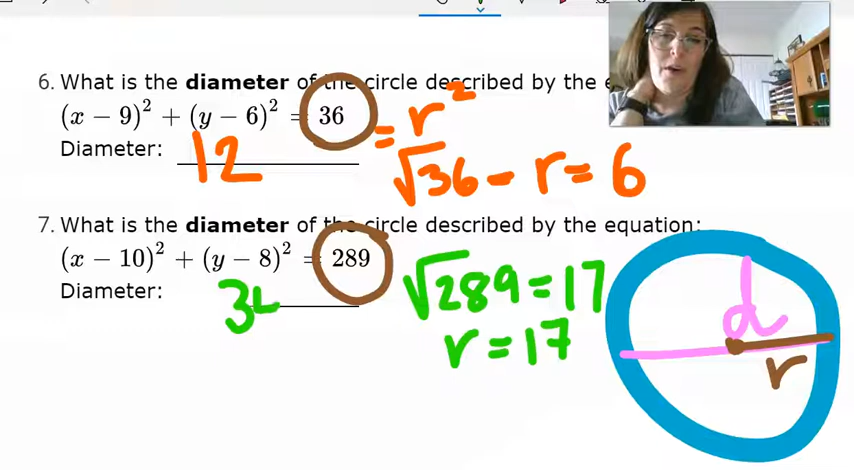 6. What is the diameter of the circle described by the e
(x − 9)² + (y − 6)² = 36 = r²
Diameter: 12
√36 - r = 6
7. What is the diameter of the circle described by the equation:
(x − 10)² + (y − 8)² = 289
√289 = 17
Diameter: 34
r = 17
d
r